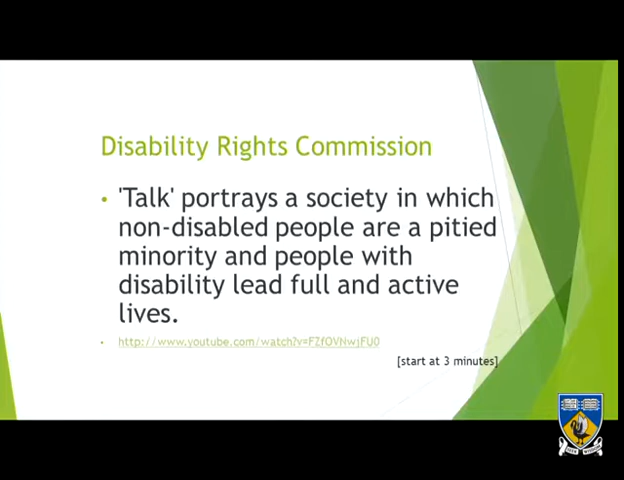 Disability Rights Commission
'Talk' portrays a society in which
non-disabled people are a pitied
minority and people with
disability lead full and active
lives.
http://www.youtube.com/watch?v=FZfOVNwjFU0
[start at 3 minutes]